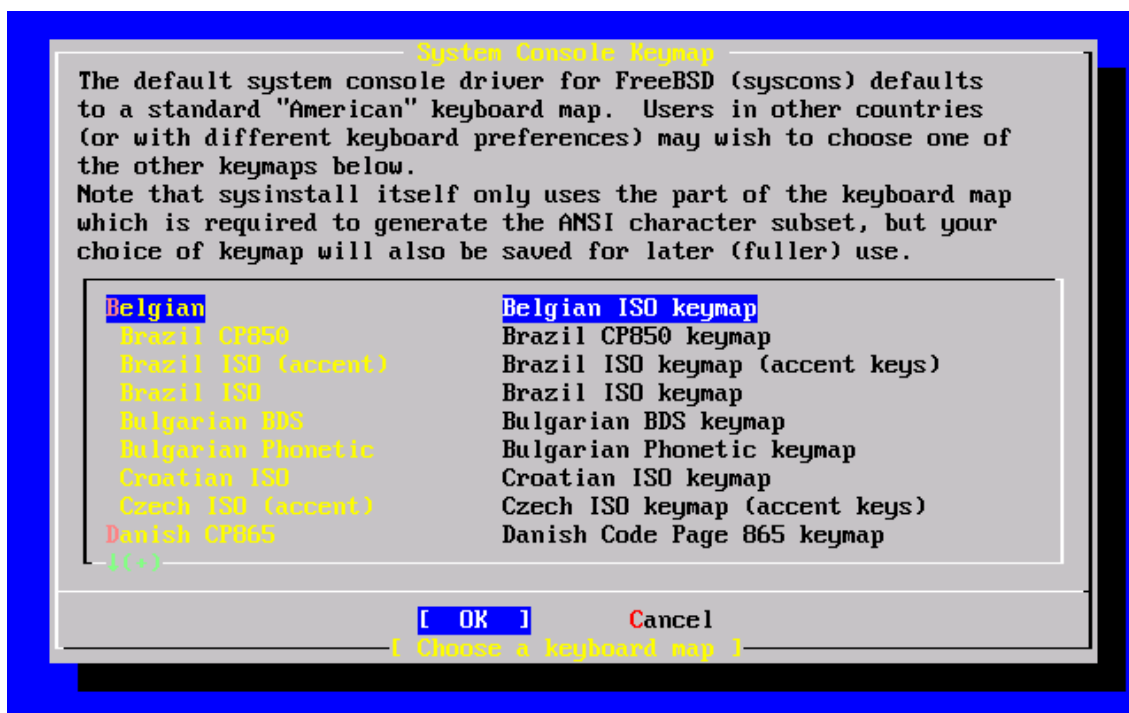 System Console Keymap
The default system console driver for FreeBSD (syscons) defaults
to a standard "American" keyboard map.  Users in other countries
(or with different keyboard preferences) may wish to choose one of
the other keymaps below.
Note that sysinstall itself only uses the part of the keyboard map
which is required to generate the ANSI character subset, but your
choice of keymap will also be saved for later (fuller) use.
Belgian Belgian ISO keymap
Brazil CP850 Brazil CP850 keymap
Brazil ISO (accent) Brazil ISO keymap (accent keys)
Brazil ISO Brazil ISO keymap
Bulgarian BDS Bulgarian BDS keymap
Bulgarian Phonetic Bulgarian Phonetic keymap
Croatian ISO Croatian ISO keymap
Czech ISO (accent) Czech ISO keymap (accent keys)
Danish CP865 Danish Code Page 865 keymap
↓(+)
[ OK ] Cancel
[ Choose a keyboard map ]